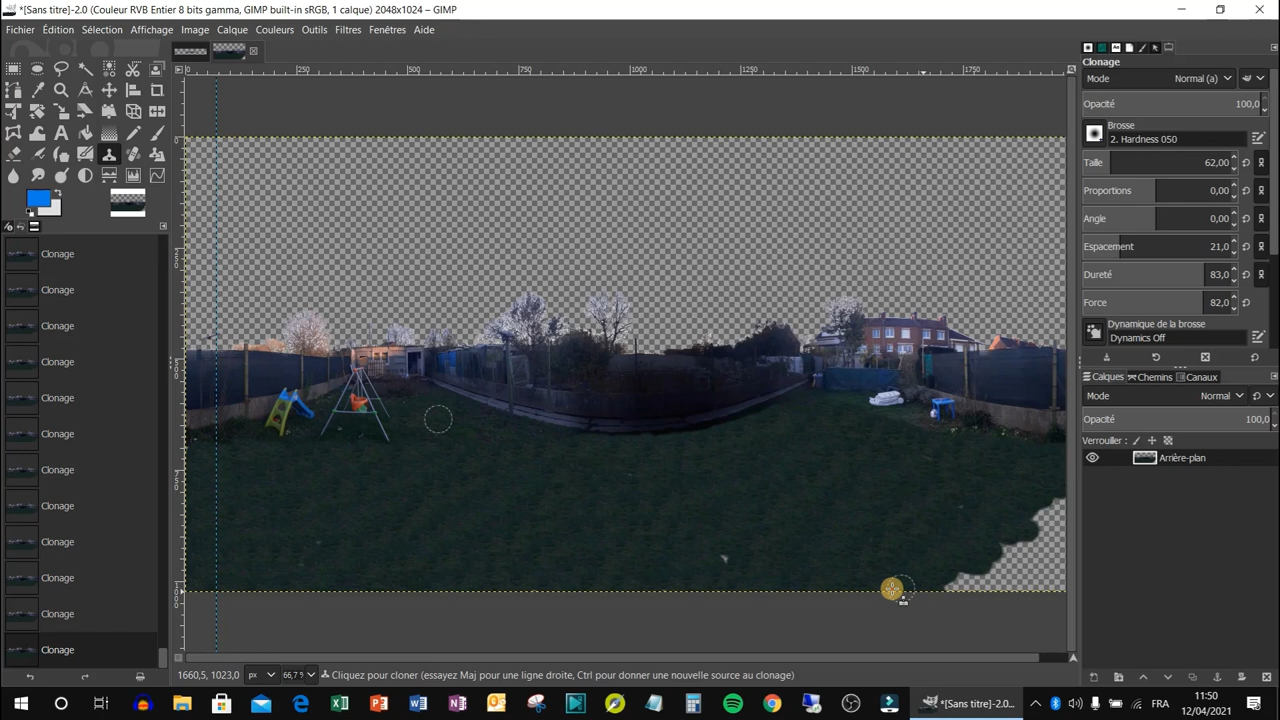 *[Sans titre]-2.0 (Couleur RVB Entier 8 bits gamma, GIMP built-in sRGB, 1 calque) 2048x1024 – GIMP
Fichier Édition Sélection Affichage Image Calque Couleurs Outils Filtres Fenêtres Aide
0 250 500 750 1000 1250 1500 1750
Clonage
Mode Normal (a)
Opacité 100,0
Brosse
2. Hardness 050
Taille 62,00
Proportions 0,00
Angle 0,00
Espacement 21,0
Dureté 83,0
Force 82,0
Dynamique de la brosse
Dynamics Off
Calques Chemins Canaux
Mode Normal
Opacité 100,0
Verrouiller :
Arrière-plan
Clonage
Clonage
Clonage
Clonage
Clonage
Clonage
Clonage
Clonage
Clonage
Clonage
Clonage
Clonage
0
250
500
750
1000
1660,5, 1023,0 px 66,7 % Cliquez pour cloner (essayez Maj pour une ligne droite, Ctrl pour donner une nouvelle source au clonage)
*[Sans titre]-2.0... FRA 11:50
12/04/2021